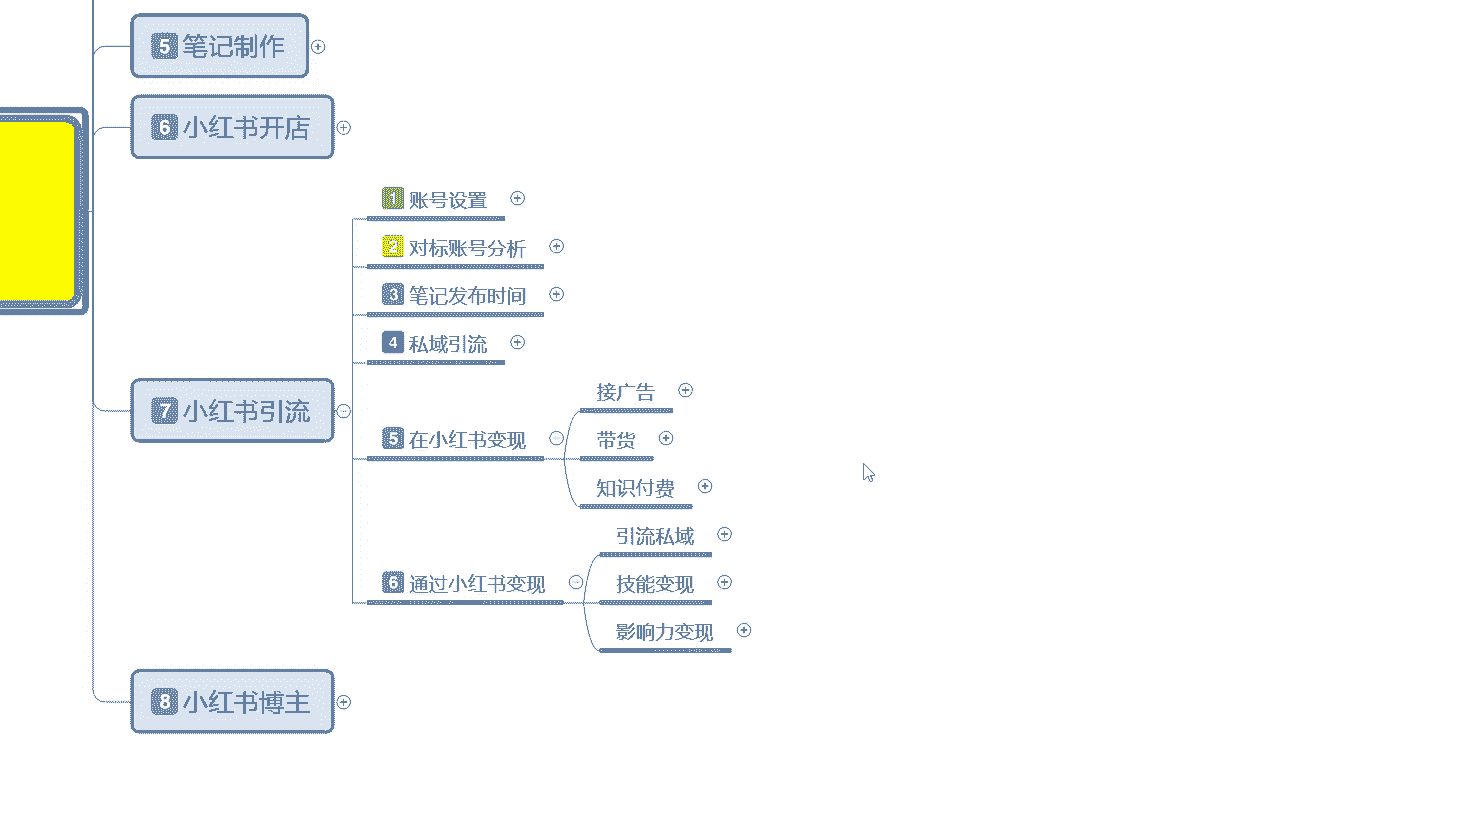 5 笔记制作
6 小红书开店
7 小红书引流
1 账号设置
2 对标账号分析
3 笔记发布时间
4 私域引流
5 在小红书变现
接广告
带货
知识付费
6 通过小红书变现
引流私域
技能变现
影响力变现
8 小红书博主